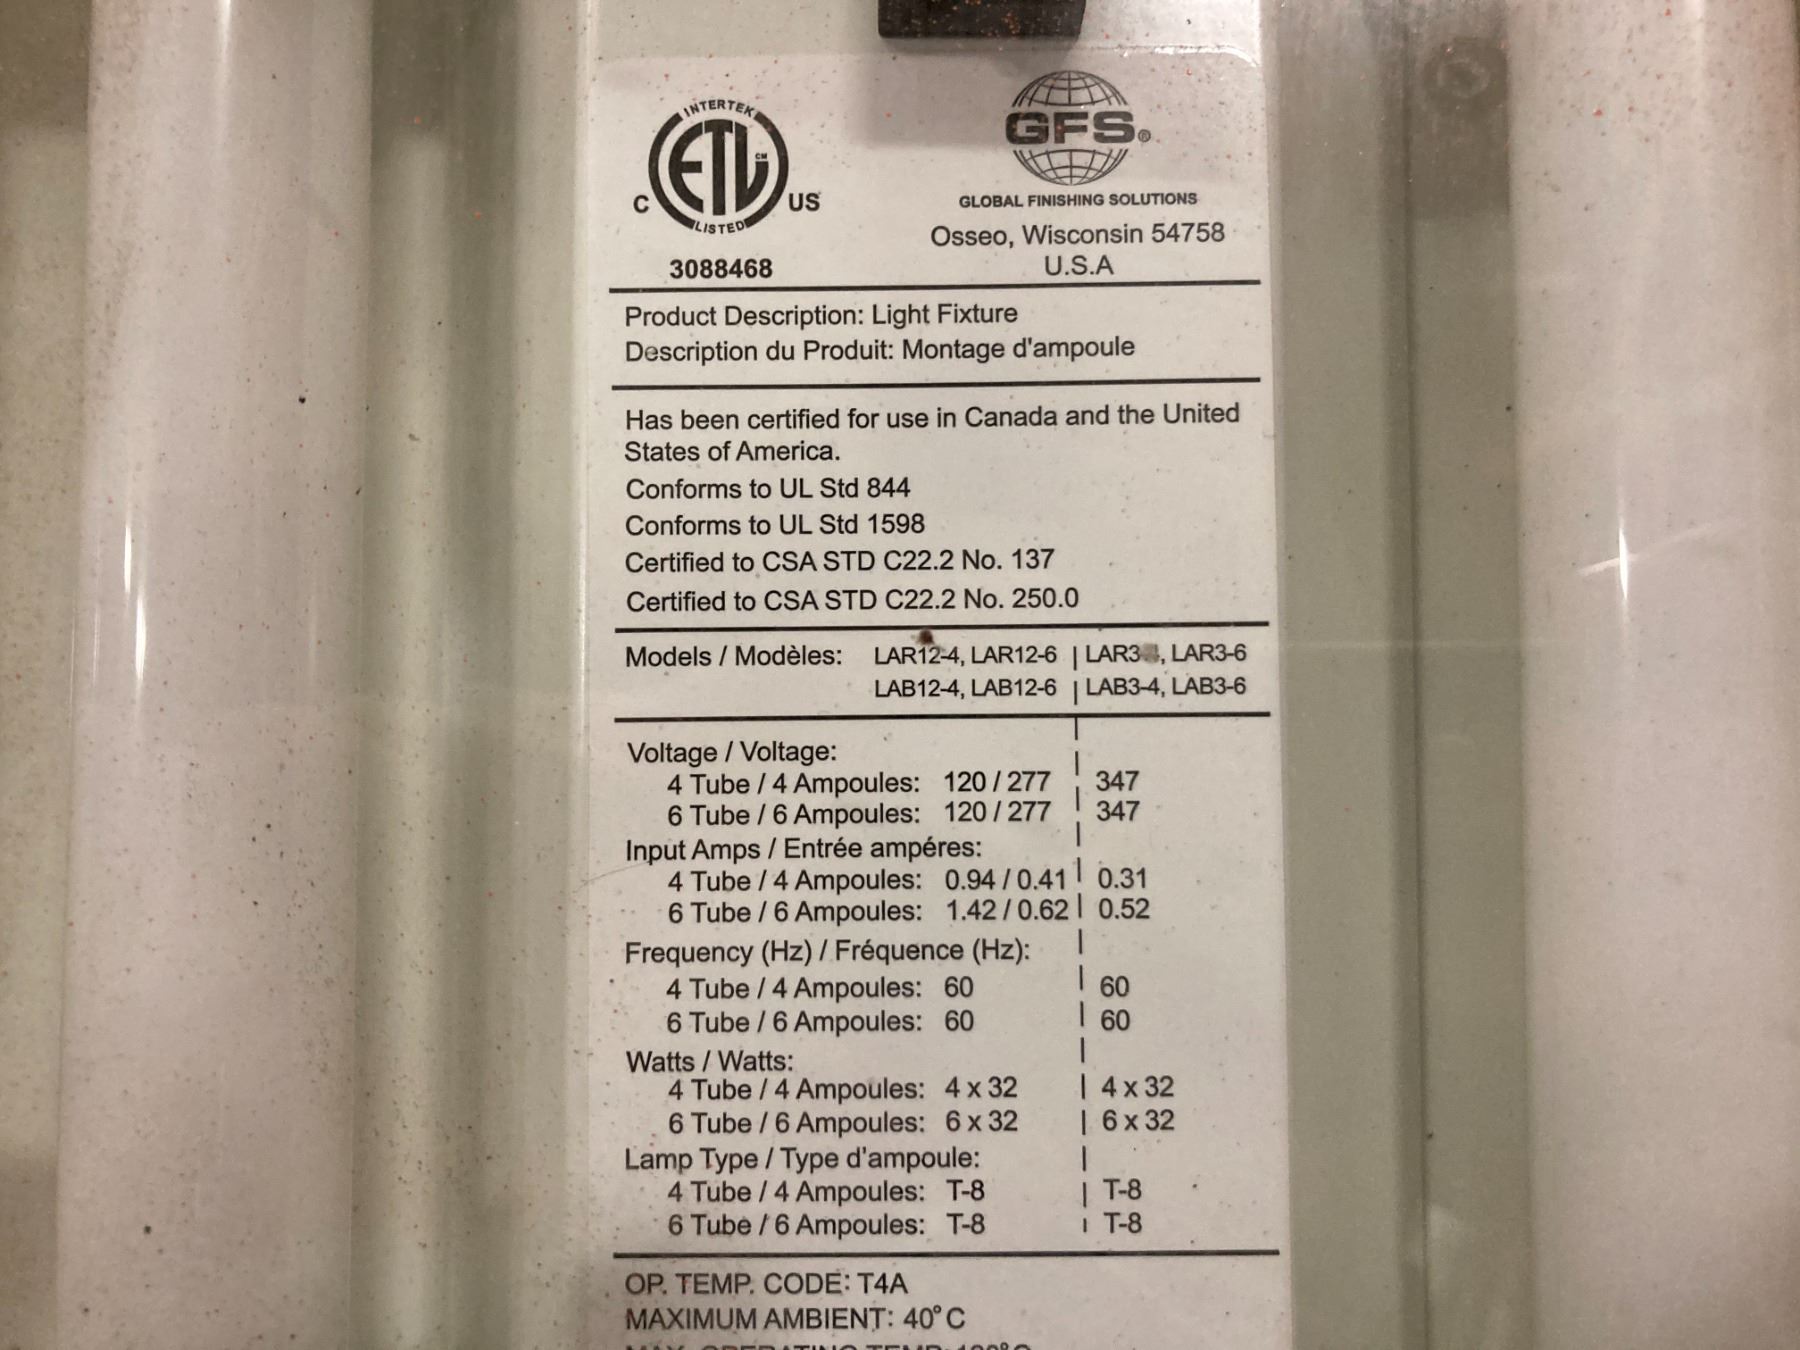 INTERTEK
ETL CM
C US
LISTED
3088468
GFS®
GLOBAL FINISHING SOLUTIONS
Osseo, Wisconsin 54758
U.S.A
Product Description: Light Fixture
Description du Produit: Montage d'ampoule
Has been certified for use in Canada and the United
States of America.
Conforms to UL Std 844
Conforms to UL Std 1598
Certified to CSA STD C22.2 No. 137
Certified to CSA STD C22.2 No. 250.0
Models / Modèles: LAR12-4, LAR12-6 | LAR3-4, LAR3-6
LAB12-4, LAB12-6 | LAB3-4, LAB3-6
Voltage / Voltage:
4 Tube / 4 Ampoules: 120 / 277 | 347
6 Tube / 6 Ampoules: 120 / 277 | 347
Input Amps / Entrée ampéres:
4 Tube / 4 Ampoules: 0.94 / 0.41 | 0.31
6 Tube / 6 Ampoules: 1.42 / 0.62 | 0.52
Frequency (Hz) / Fréquence (Hz):
4 Tube / 4 Ampoules: 60 | 60
6 Tube / 6 Ampoules: 60 | 60
Watts / Watts:
4 Tube / 4 Ampoules: 4 x 32 | 4 x 32
6 Tube / 6 Ampoules: 6 x 32 | 6 x 32
Lamp Type / Type d'ampoule:
4 Tube / 4 Ampoules: T-8 | T-8
6 Tube / 6 Ampoules: T-8 | T-8
OP. TEMP. CODE: T4A
MAXIMUM AMBIENT: 40°C
MAX. OPERATING TEMP: